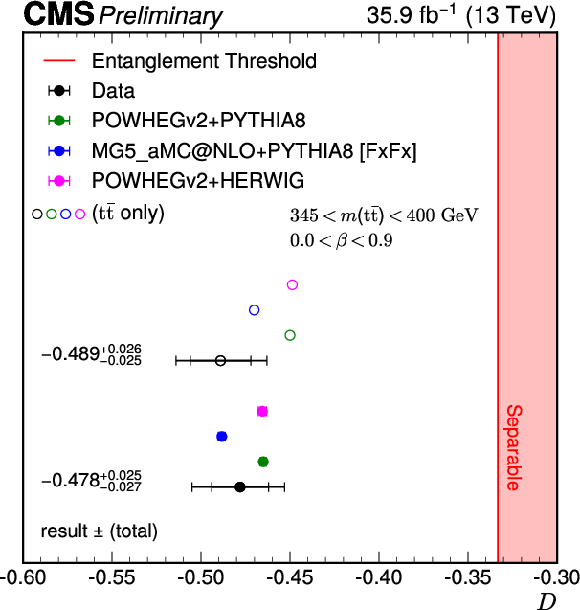 CMS Preliminary 35.9 fb⁻¹ (13 TeV)
Entanglement Threshold
Data
POWHEGv2+PYTHIA8
MG5_aMC@NLO+PYTHIA8 [FxFx]
POWHEGv2+HERWIG
(tt̄ only)
345 < m(tt̄) < 400 GeV
0.0 < β < 0.9
−0.489 +0.026 −0.025
Separable
−0.478 +0.025 −0.027
result ± (total)
-0.60 -0.55 -0.50 -0.45 -0.40 -0.35 -0.30
D